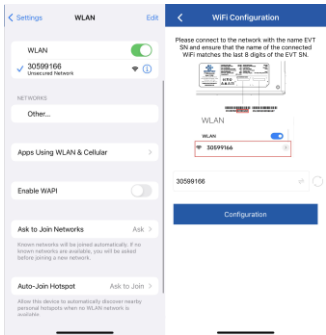 Settings
WLAN
Edit
WLAN
30599166
Unsecured Network
NETWORKS
Other...
Apps Using WLAN & Cellular
Enable WAPI
Ask to Join Networks
Ask
Known networks will be joined automatically. If no
known networks are available, you will be asked
before joining a new network.
Auto-Join Hotspot
Ask to Join
Allow this device to automatically discover nearby
personal hotspots when no WLAN network is
available.
WiFi Configuration
Please connect to the network with the name EVT
SN and ensure that the name of the connected
WiFi matches the last 8 digits of the EVT SN.
WLAN
WLAN
30599166
30599166
Configuration